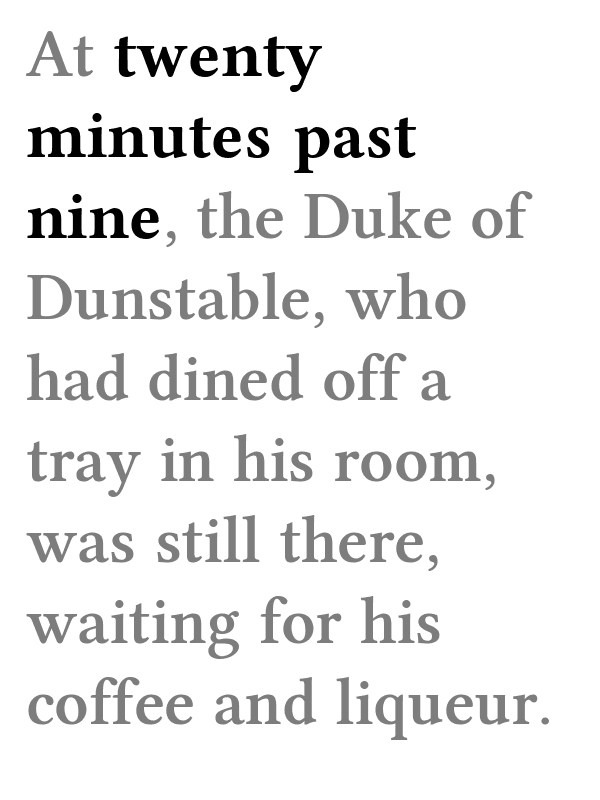 At twenty
minutes past
nine, the Duke of
Dunstable, who
had dined off a
tray in his room,
was still there,
waiting for his
coffee and liqueur.